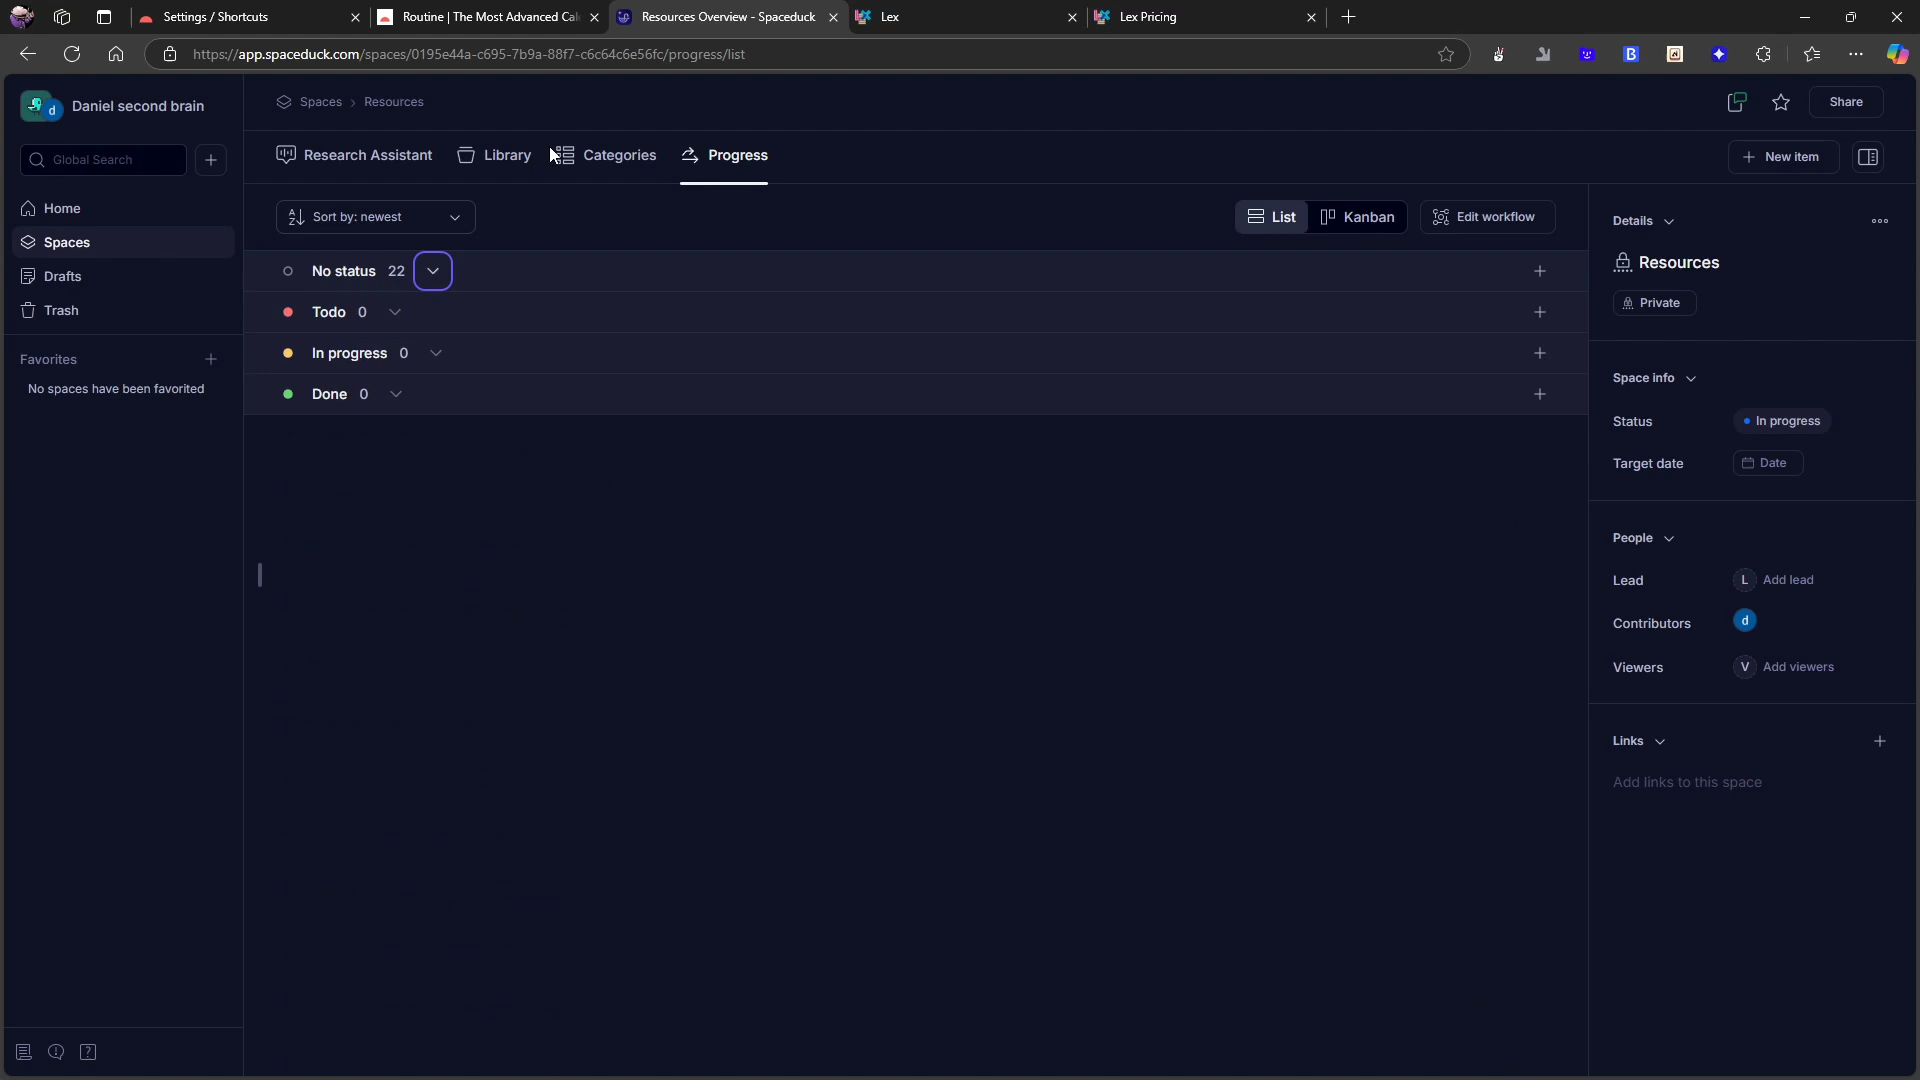 Settings / Shortcuts
Routine | The Most Advanced Cal
Resources Overview - Spaceduck
Lex
Lex Pricing
https://app.spaceduck.com/spaces/0195e44a-c695-7b9a-88f7-c6c64c6e56fc/progress/list
d
Daniel second brain
Spaces > Resources
Share
Global Search
Research Assistant
Library
Categories
Progress
New item
Home
Spaces
Drafts
Trash
Sort by: newest
List
Kanban
Edit workflow
Details
Resources
Private
No status 22
Todo 0
In progress 0
Done 0
Favorites
No spaces have been favorited
Space info
Status
In progress
Target date
Date
People
Lead
L
Add lead
Contributors
d
Viewers
V
Add viewers
Links
Add links to this space